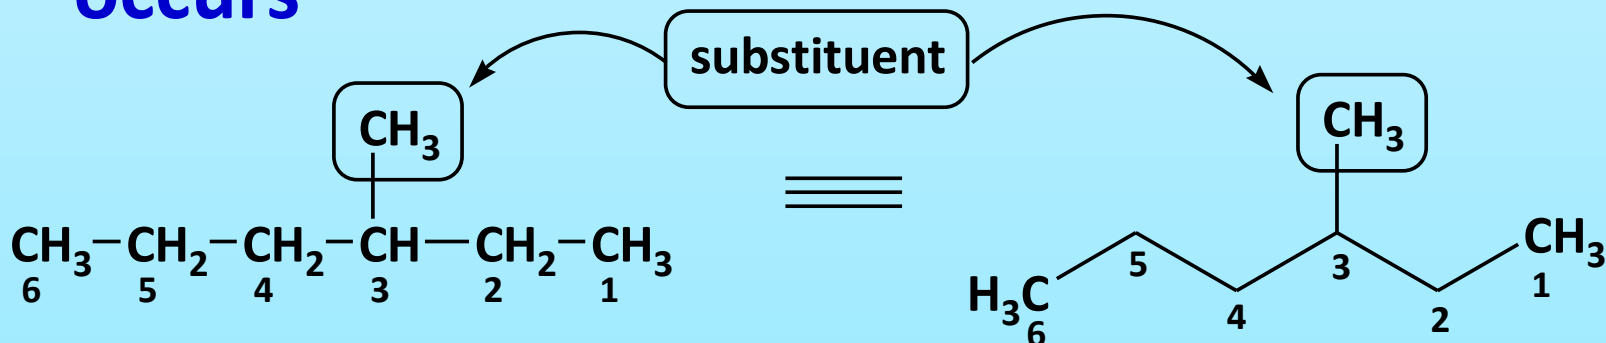 occurs
substituent
CH3 CH3
CH3-CH2-CH2-CH-CH2-CH3
6 5 4 3 2 1
H3C 5 3 CH3
6 4 2 1